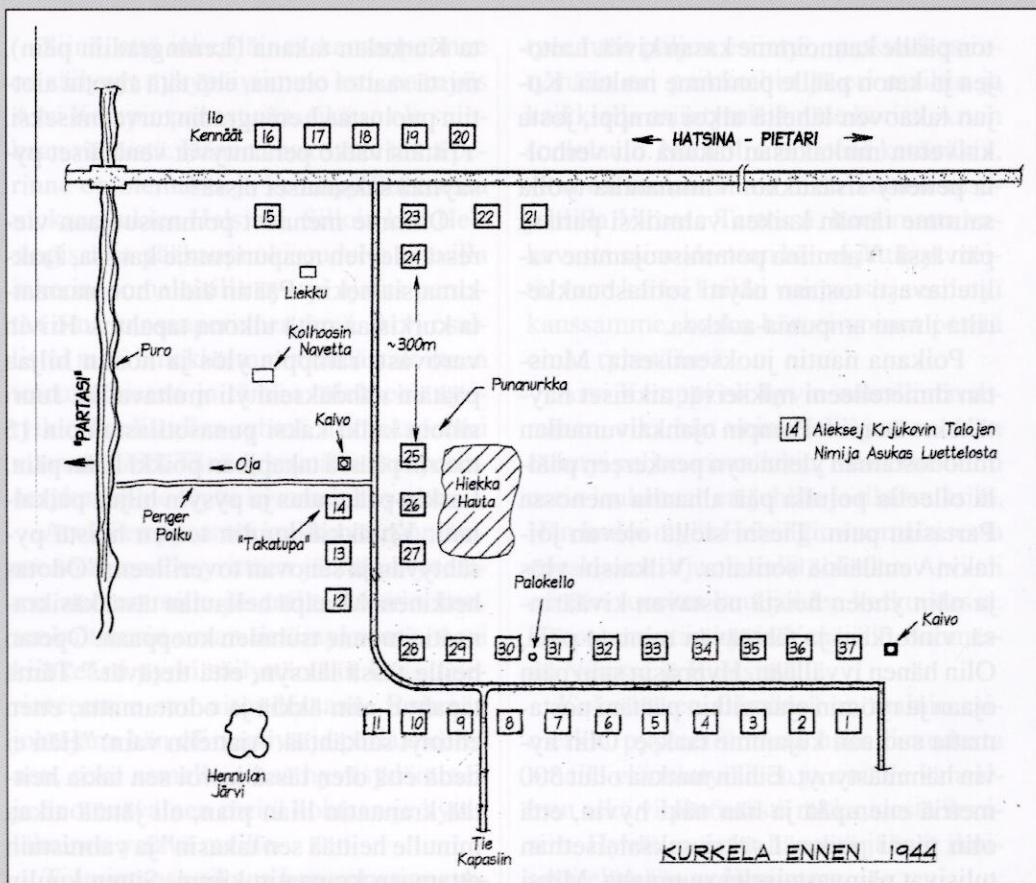 Ilo
Kennäät
16 17 18 19 20
HATSINA - PIETARI
15 23 22 21
24
Liekku
Kolhoosin
Navetta
~300m
Puro
Punanurkka
"PARTASI"
Kaivo
14 Aleksej Krjukovin Talojen
Nimija Asukas Luettelosta
Oja
25
Hiekka
Hauta
Penger
Polku
14 26
"Takatupa"
13 27
12
Palokello
Kaivo
28 29 30 31 32 33 34 35 36 37
11 10 9 8 7 6 5 4 3 2 1
Hennulan
Järvi
Tie
Kapasiin
KURKELA ENNEN 1944